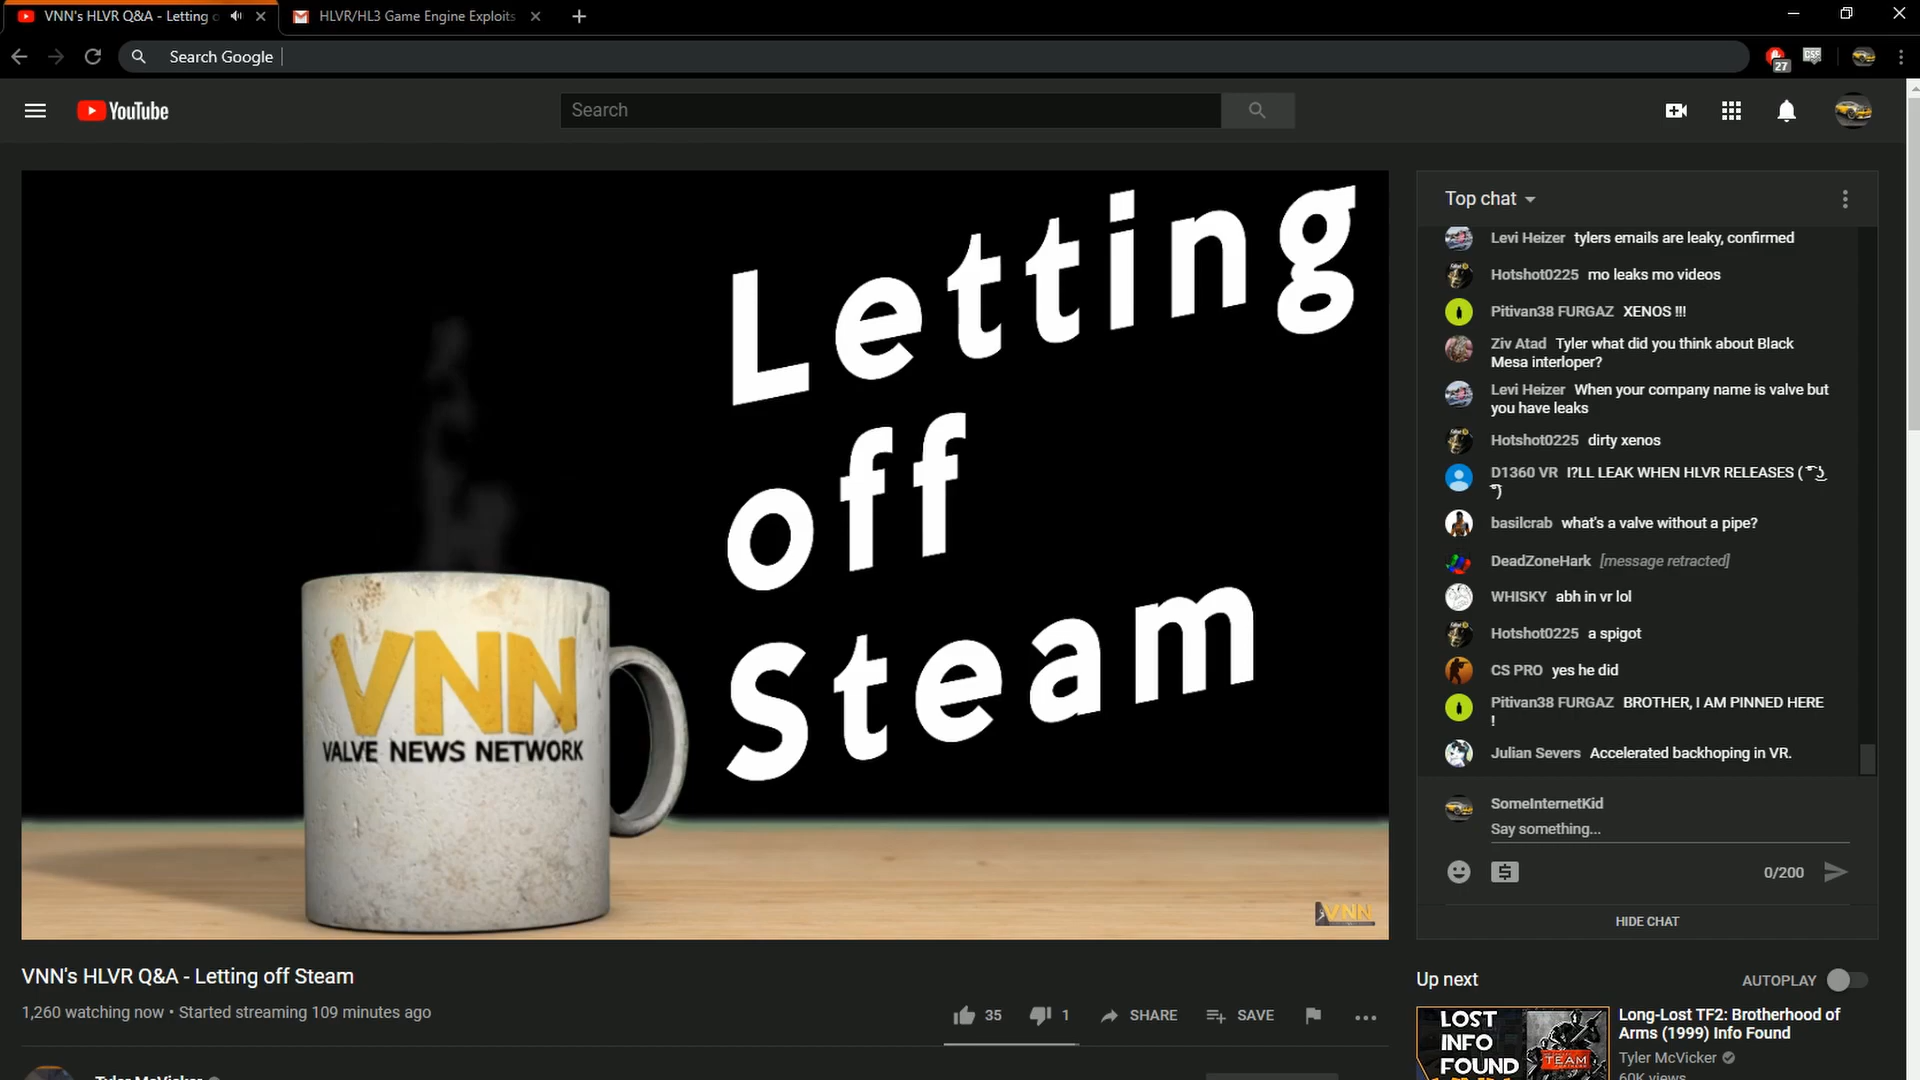 VNN's HLVR Q&A - Letting o
HLVR/HL3 Game Engine Exploits
Search Google
27
GSF
YouTube
Search
Letting
off
Steam
VNN
VALVE NEWS NETWORK
VNN
Top chat
Levi Heizer tylers emails are leaky, confirmed
Hotshot0225 mo leaks mo videos
Pitivan38 FURGAZ XENOS !!!
Ziv Atad Tyler what did you think about Black
Mesa interloper?
Levi Heizer When your company name is valve but
you have leaks
Hotshot0225 dirty xenos
D1360 VR I?LL LEAK WHEN HLVR RELEASES ( ͡° ͜ʖ
͡°)
basilcrab what's a valve without a pipe?
DeadZoneHark [message retracted]
WHISKY abh in vr lol
Hotshot0225 a spigot
CS PRO yes he did
Pitivan38 FURGAZ BROTHER, I AM PINNED HERE
!
Julian Severs Accelerated backhoping in VR.
SomeInternetKid
Say something...
0/200
HIDE CHAT
VNN's HLVR Q&A - Letting off Steam
1,260 watching now • Started streaming 109 minutes ago
35
1
SHARE
SAVE
Tyler McVicker
Up next
AUTOPLAY
LOST
INFO
FOUND
TEAM
Long-Lost TF2: Brotherhood of
Arms (1999) Info Found
Tyler McVicker
60K views